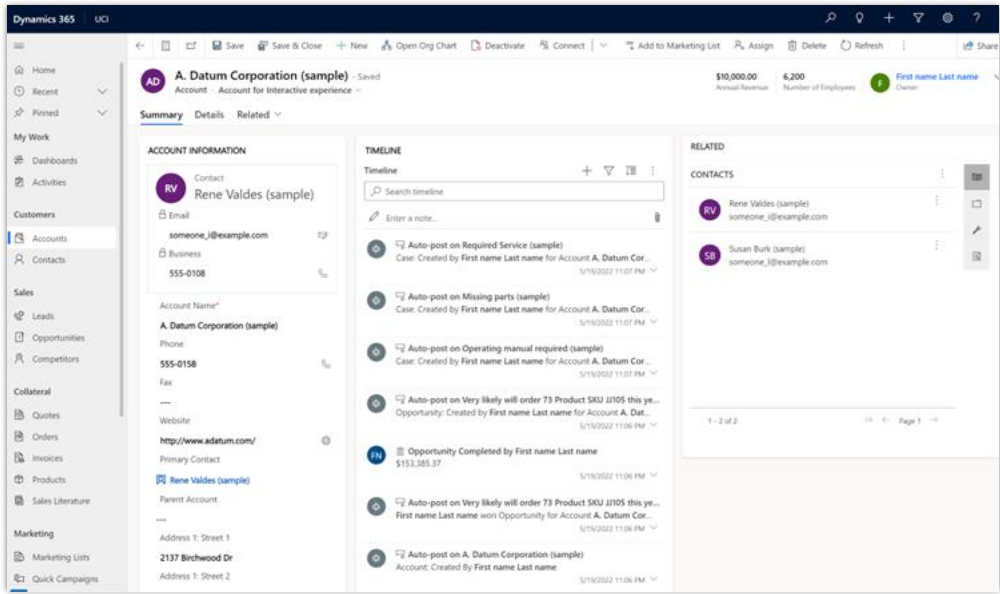 Dynamics 365 UCI
Save Save & Close New Open Org Chart Deactivate Connect Add to Marketing List Assign Delete Refresh Share
Home
Recent
Pinned
My Work
Dashboards
Activities
Customers
Accounts
Contacts
Sales
Leads
Opportunities
Competitors
Collateral
Quotes
Orders
Invoices
Products
Sales Literature
Marketing
Marketing Lists
Quick Campaigns
AD
A. Datum Corporation (sample) - Saved
Account · Account for Interactive experience
$10,000.00
Annual Revenue
6,200
Number of Employees
F
First name Last name
Owner
Summary Details Related
ACCOUNT INFORMATION
RV
Contact
Rene Valdes (sample)
Email
someone_i@example.com
Business
555-0108
Account Name*
A. Datum Corporation (sample)
Phone
555-0158
Fax
---
Website
http://www.adatum.com/
Primary Contact
Rene Valdes (sample)
Parent Account
---
Address 1: Street 1
2137 Birchwood Dr
Address 1: Street 2
TIMELINE
Timeline
Search timeline
Enter a note...
Auto-post on Required Service (sample)
Case: Created by First name Last name for Account A. Datum Cor...
5/19/2022 11:07 PM
Auto-post on Missing parts (sample)
Case: Created by First name Last name for Account A. Datum Cor...
5/19/2022 11:07 PM
Auto-post on Operating manual required (sample)
Case: Created by First name Last name for Account A. Datum Cor...
5/19/2022 11:07 PM
Auto-post on Very likely will order 73 Product SKU JJ105 this ye...
Opportunity: Created by First name Last name for Account A. Dat...
5/19/2022 11:06 PM
FN
Opportunity Completed by First name Last name
$153,385.37
5/19/2022 11:06 PM
Auto-post on Very likely will order 73 Product SKU JJ105 this ye...
First name Last name won Opportunity for Account A. Datum Cor...
5/19/2022 11:06 PM
Auto-post on A. Datum Corporation (sample)
Account: Created By First name Last name
5/19/2022 11:06 PM
RELATED
CONTACTS
RV
Rene Valdes (sample)
someone_i@example.com
SB
Susan Burk (sample)
someone_l@example.com
1 - 2 of 2
Page 1